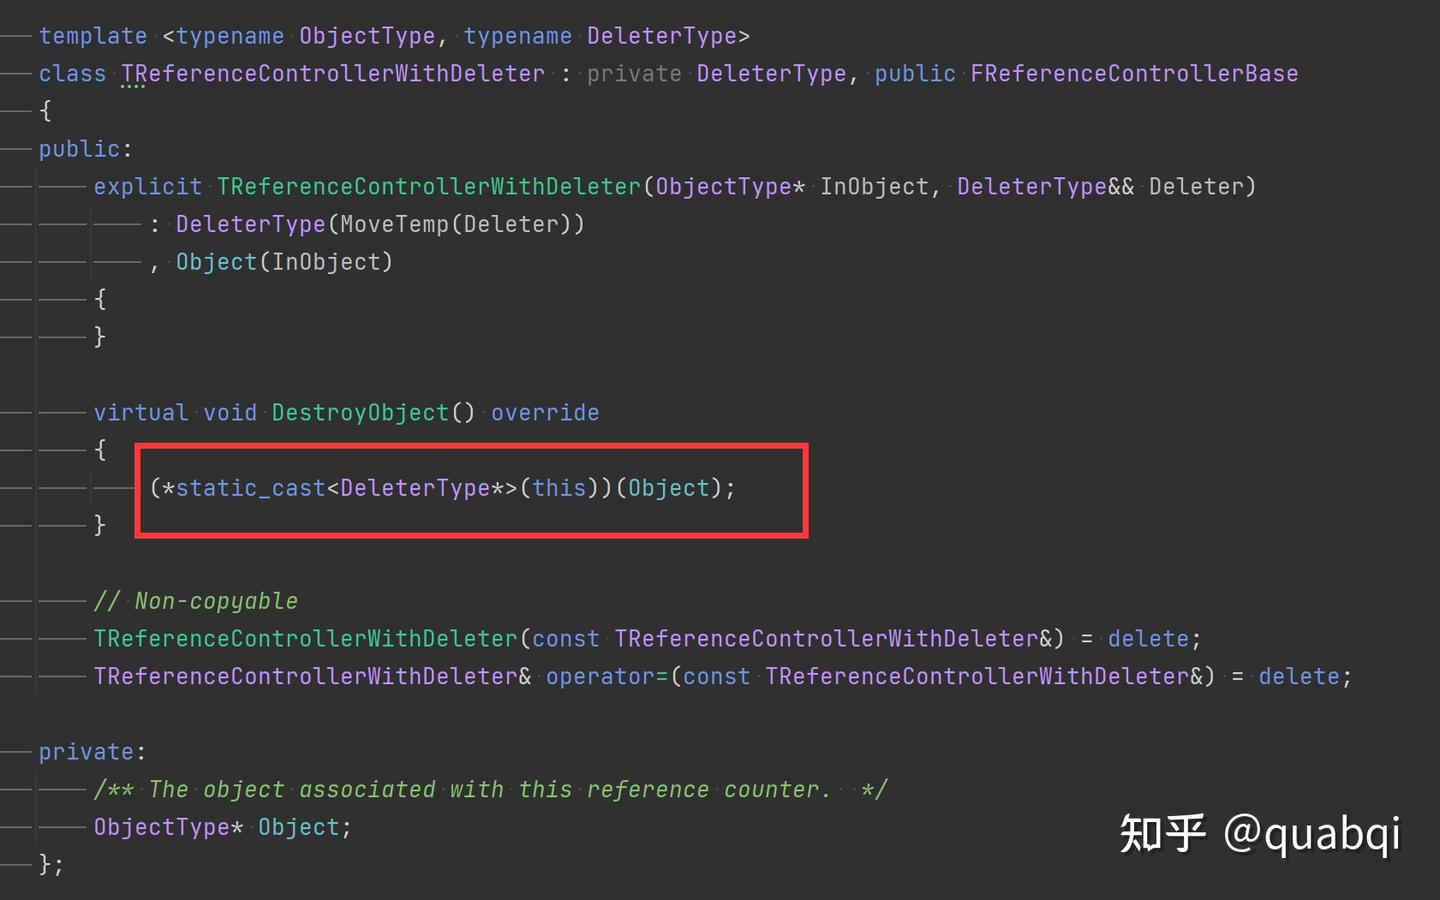 template <typename ObjectType, typename DeleterType>
class TReferenceControllerWithDeleter : private DeleterType, public FReferenceControllerBase
{
public:
explicit TReferenceControllerWithDeleter(ObjectType* InObject, DeleterType&& Deleter)
: DeleterType(MoveTemp(Deleter))
, Object(InObject)
{
}
virtual void DestroyObject() override
{
(*static_cast<DeleterType*>(this))(Object);
}
// Non-copyable
TReferenceControllerWithDeleter(const TReferenceControllerWithDeleter&) = delete;
TReferenceControllerWithDeleter& operator=(const TReferenceControllerWithDeleter&) = delete;
private:
/** The object associated with this reference counter.  */
ObjectType* Object;
};
知乎 @quabqi